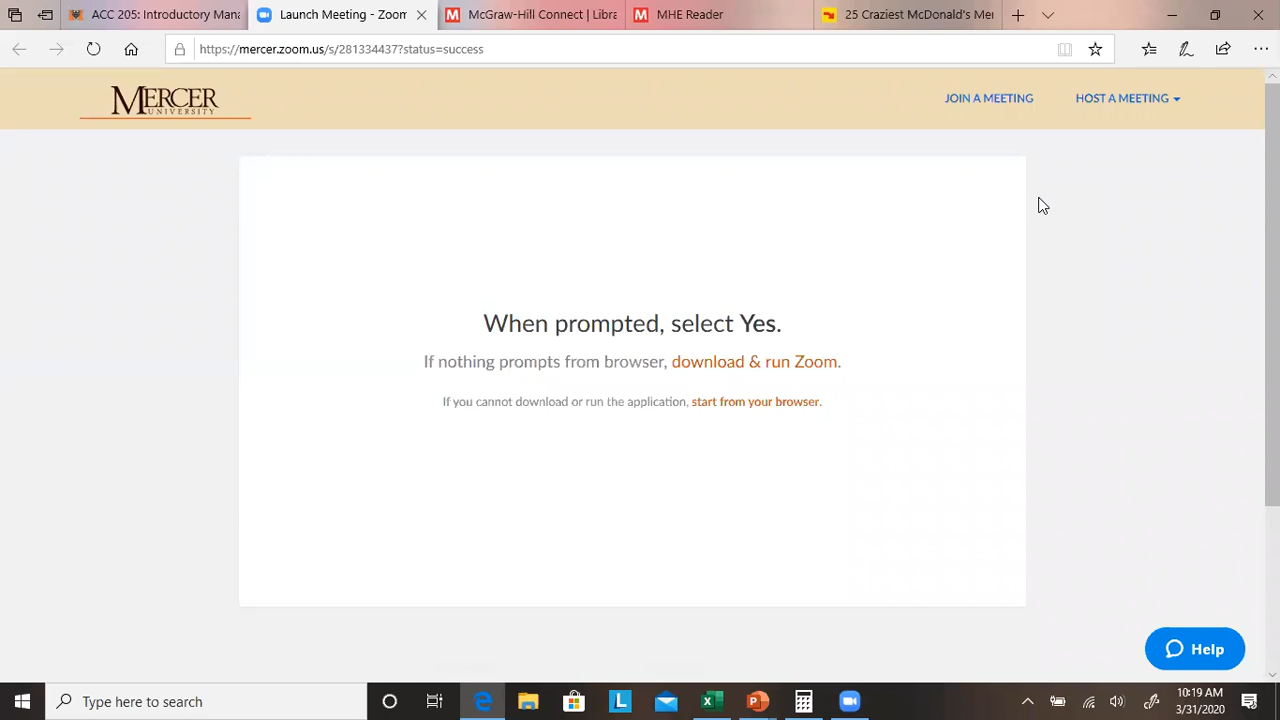 ACC 205: Introductory Mana
Launch Meeting - Zoom
McGraw-Hill Connect | Libra
MHE Reader
25 Craziest McDonald's Me
https://mercer.zoom.us/s/281334437?status=success
MERCER
UNIVERSITY
JOIN A MEETING
HOST A MEETING
When prompted, select Yes.
If nothing prompts from browser, download & run Zoom.
If you cannot download or run the application, start from your browser.
Help
Type here to search
10:19 AM
3/31/2020